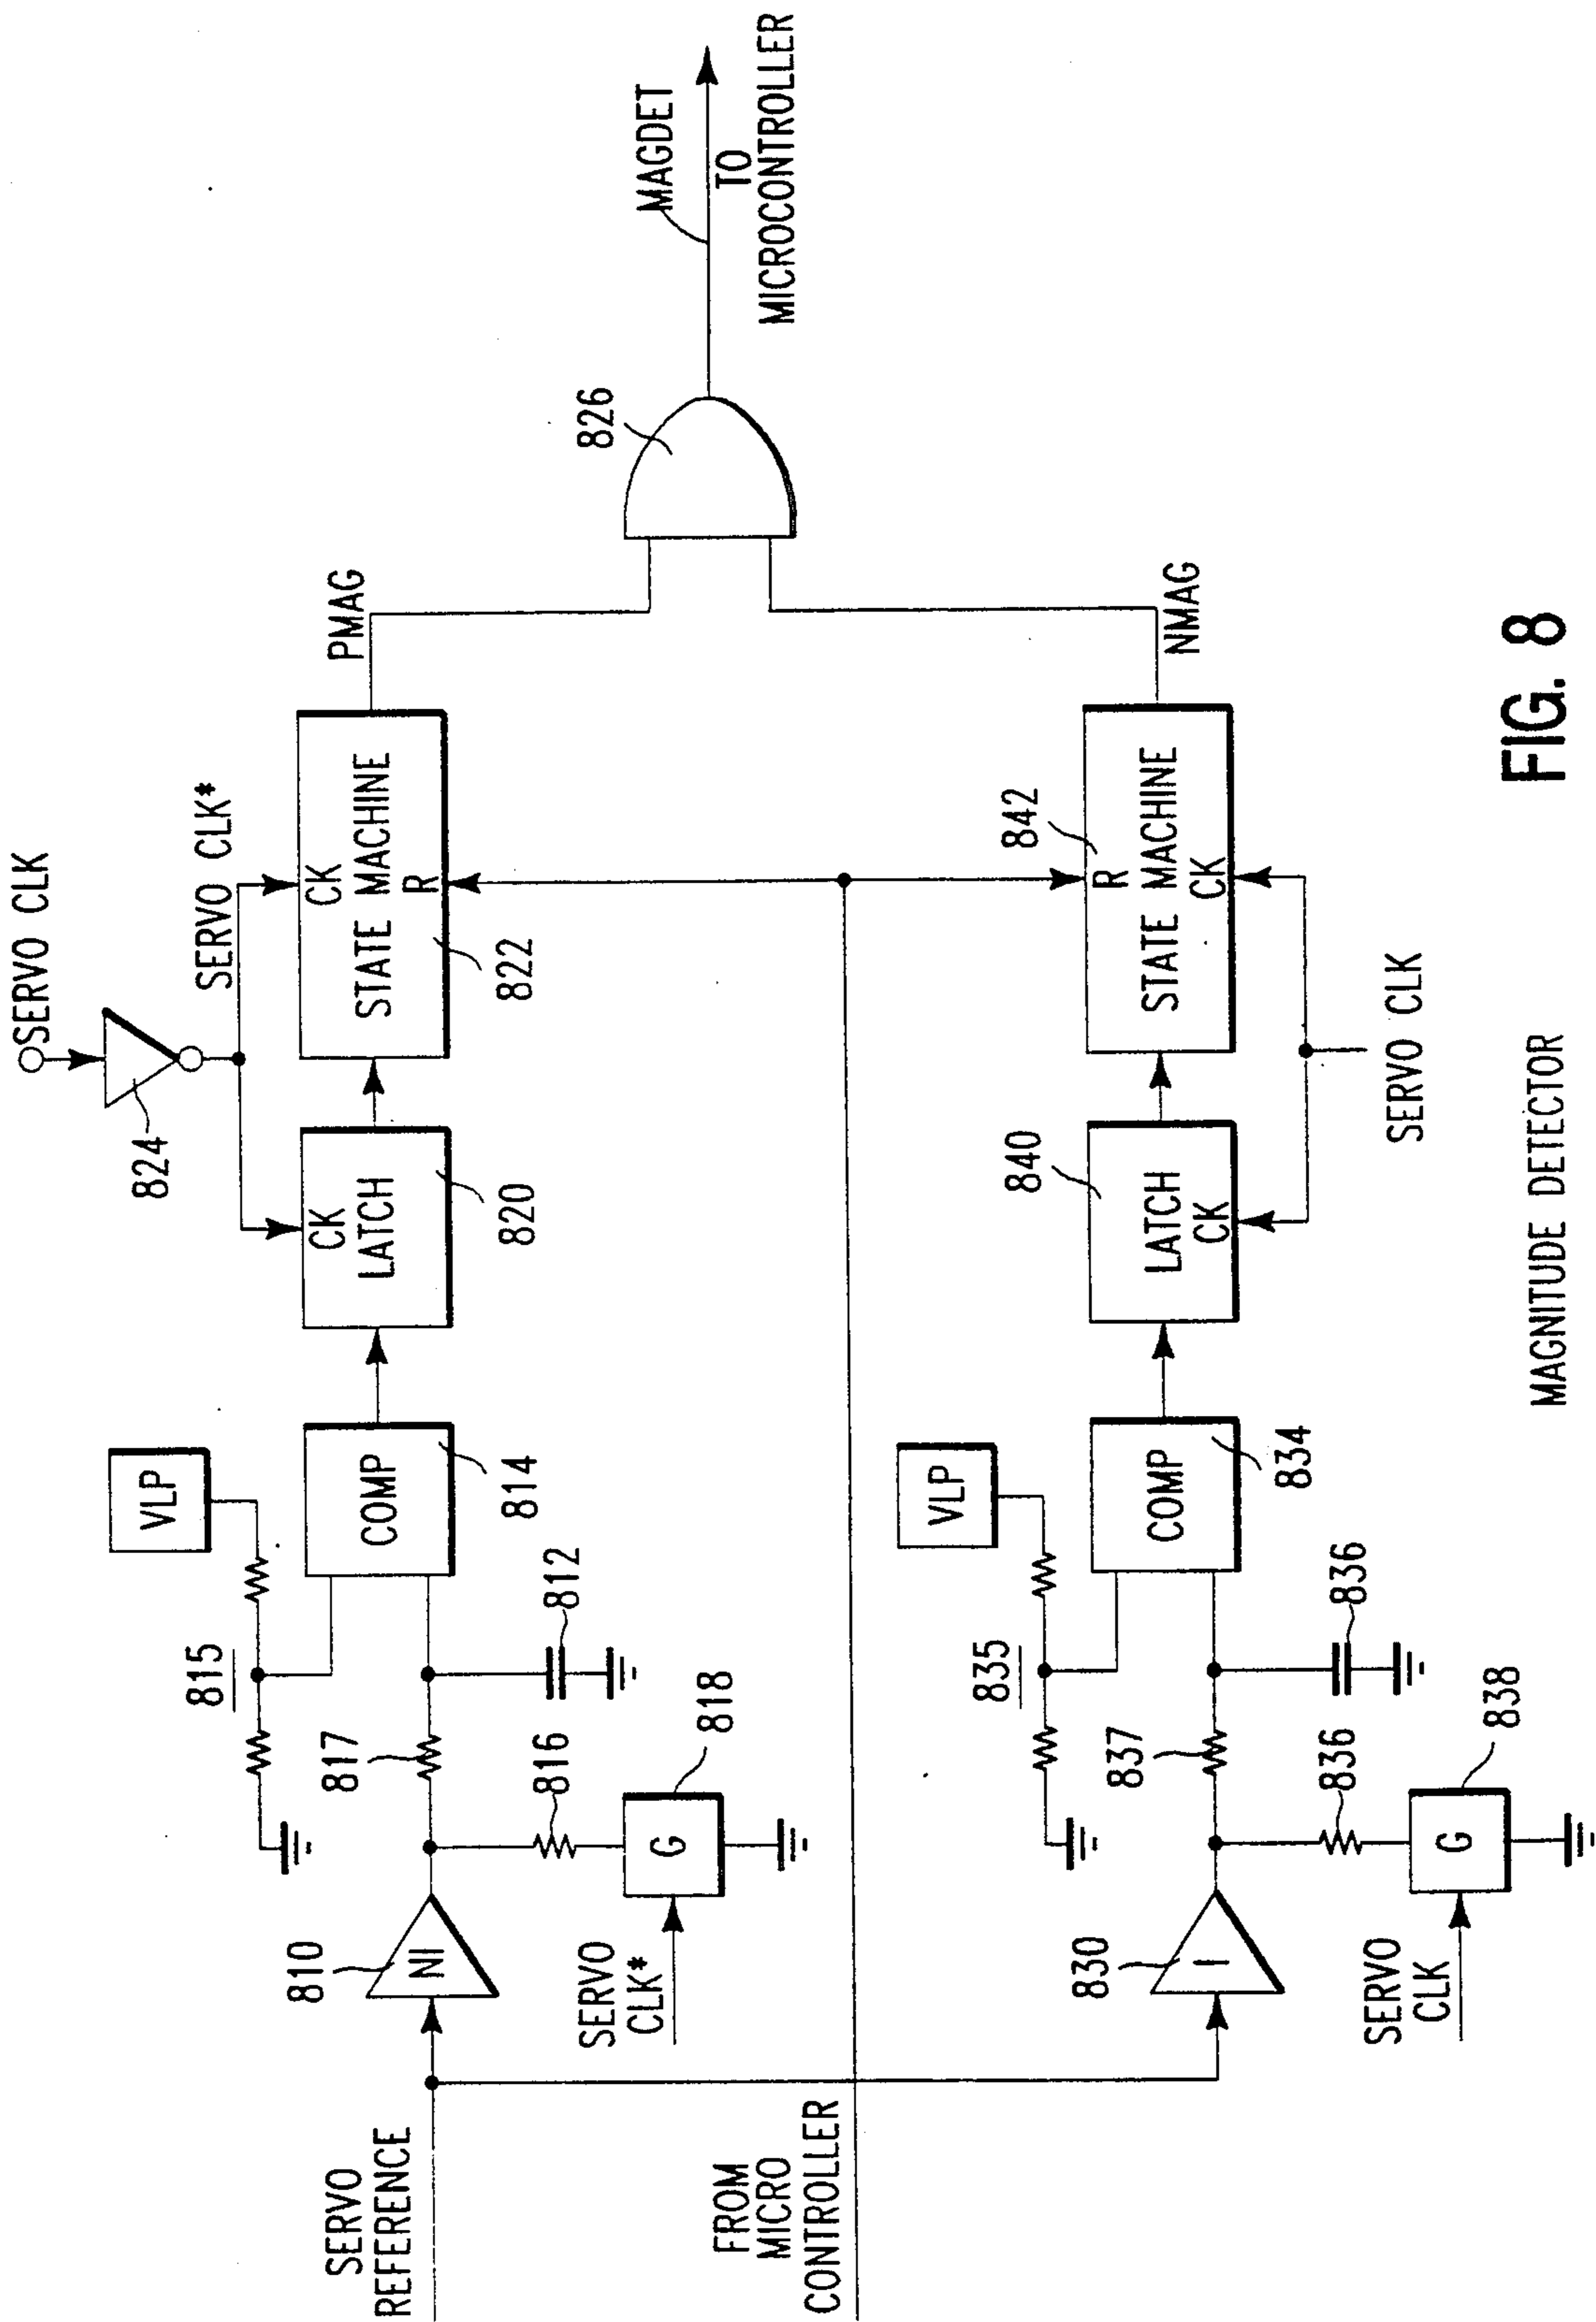 SERVO CLK
824
SERVO CLK*
VLP
815
COMP
814
CK
LATCH
820
CK
STATE MACHINE
R
822
PMAG
810
NI
817
816
812
SERVO
CLK*
G
818
SERVO
REFERENCE
826
MAGDET
TO
MICROCONTROLLER
FROM
MICRO
CONTROLLER
VLP
835
COMP
834
840
LATCH
CK
842
R
STATE MACHINE
CK
NMAG
830
I
837
836
836
SERVO
CLK
G
838
SERVO CLK
MAGNITUDE DETECTOR
FIG. 8